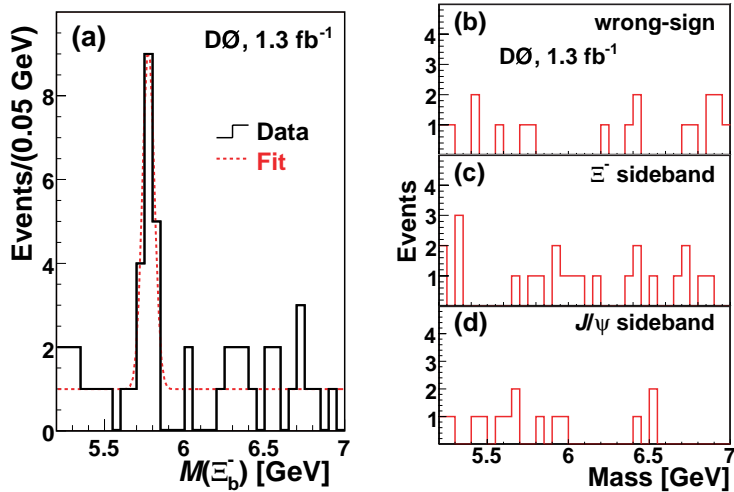 (a) DØ, 1.3 fb⁻¹
Data
Fit
Events/(0.05 GeV)
8
6
4
2
0
5.5 6 6.5 7
M(Ξb⁻) [GeV]
(b) wrong-sign
DØ, 1.3 fb⁻¹
4
3
2
1
(c) Ξ⁻ sideband
4
3
2
1
Events
(d) J/ψ sideband
4
3
2
1
5.5 6 6.5 7
Mass [GeV]